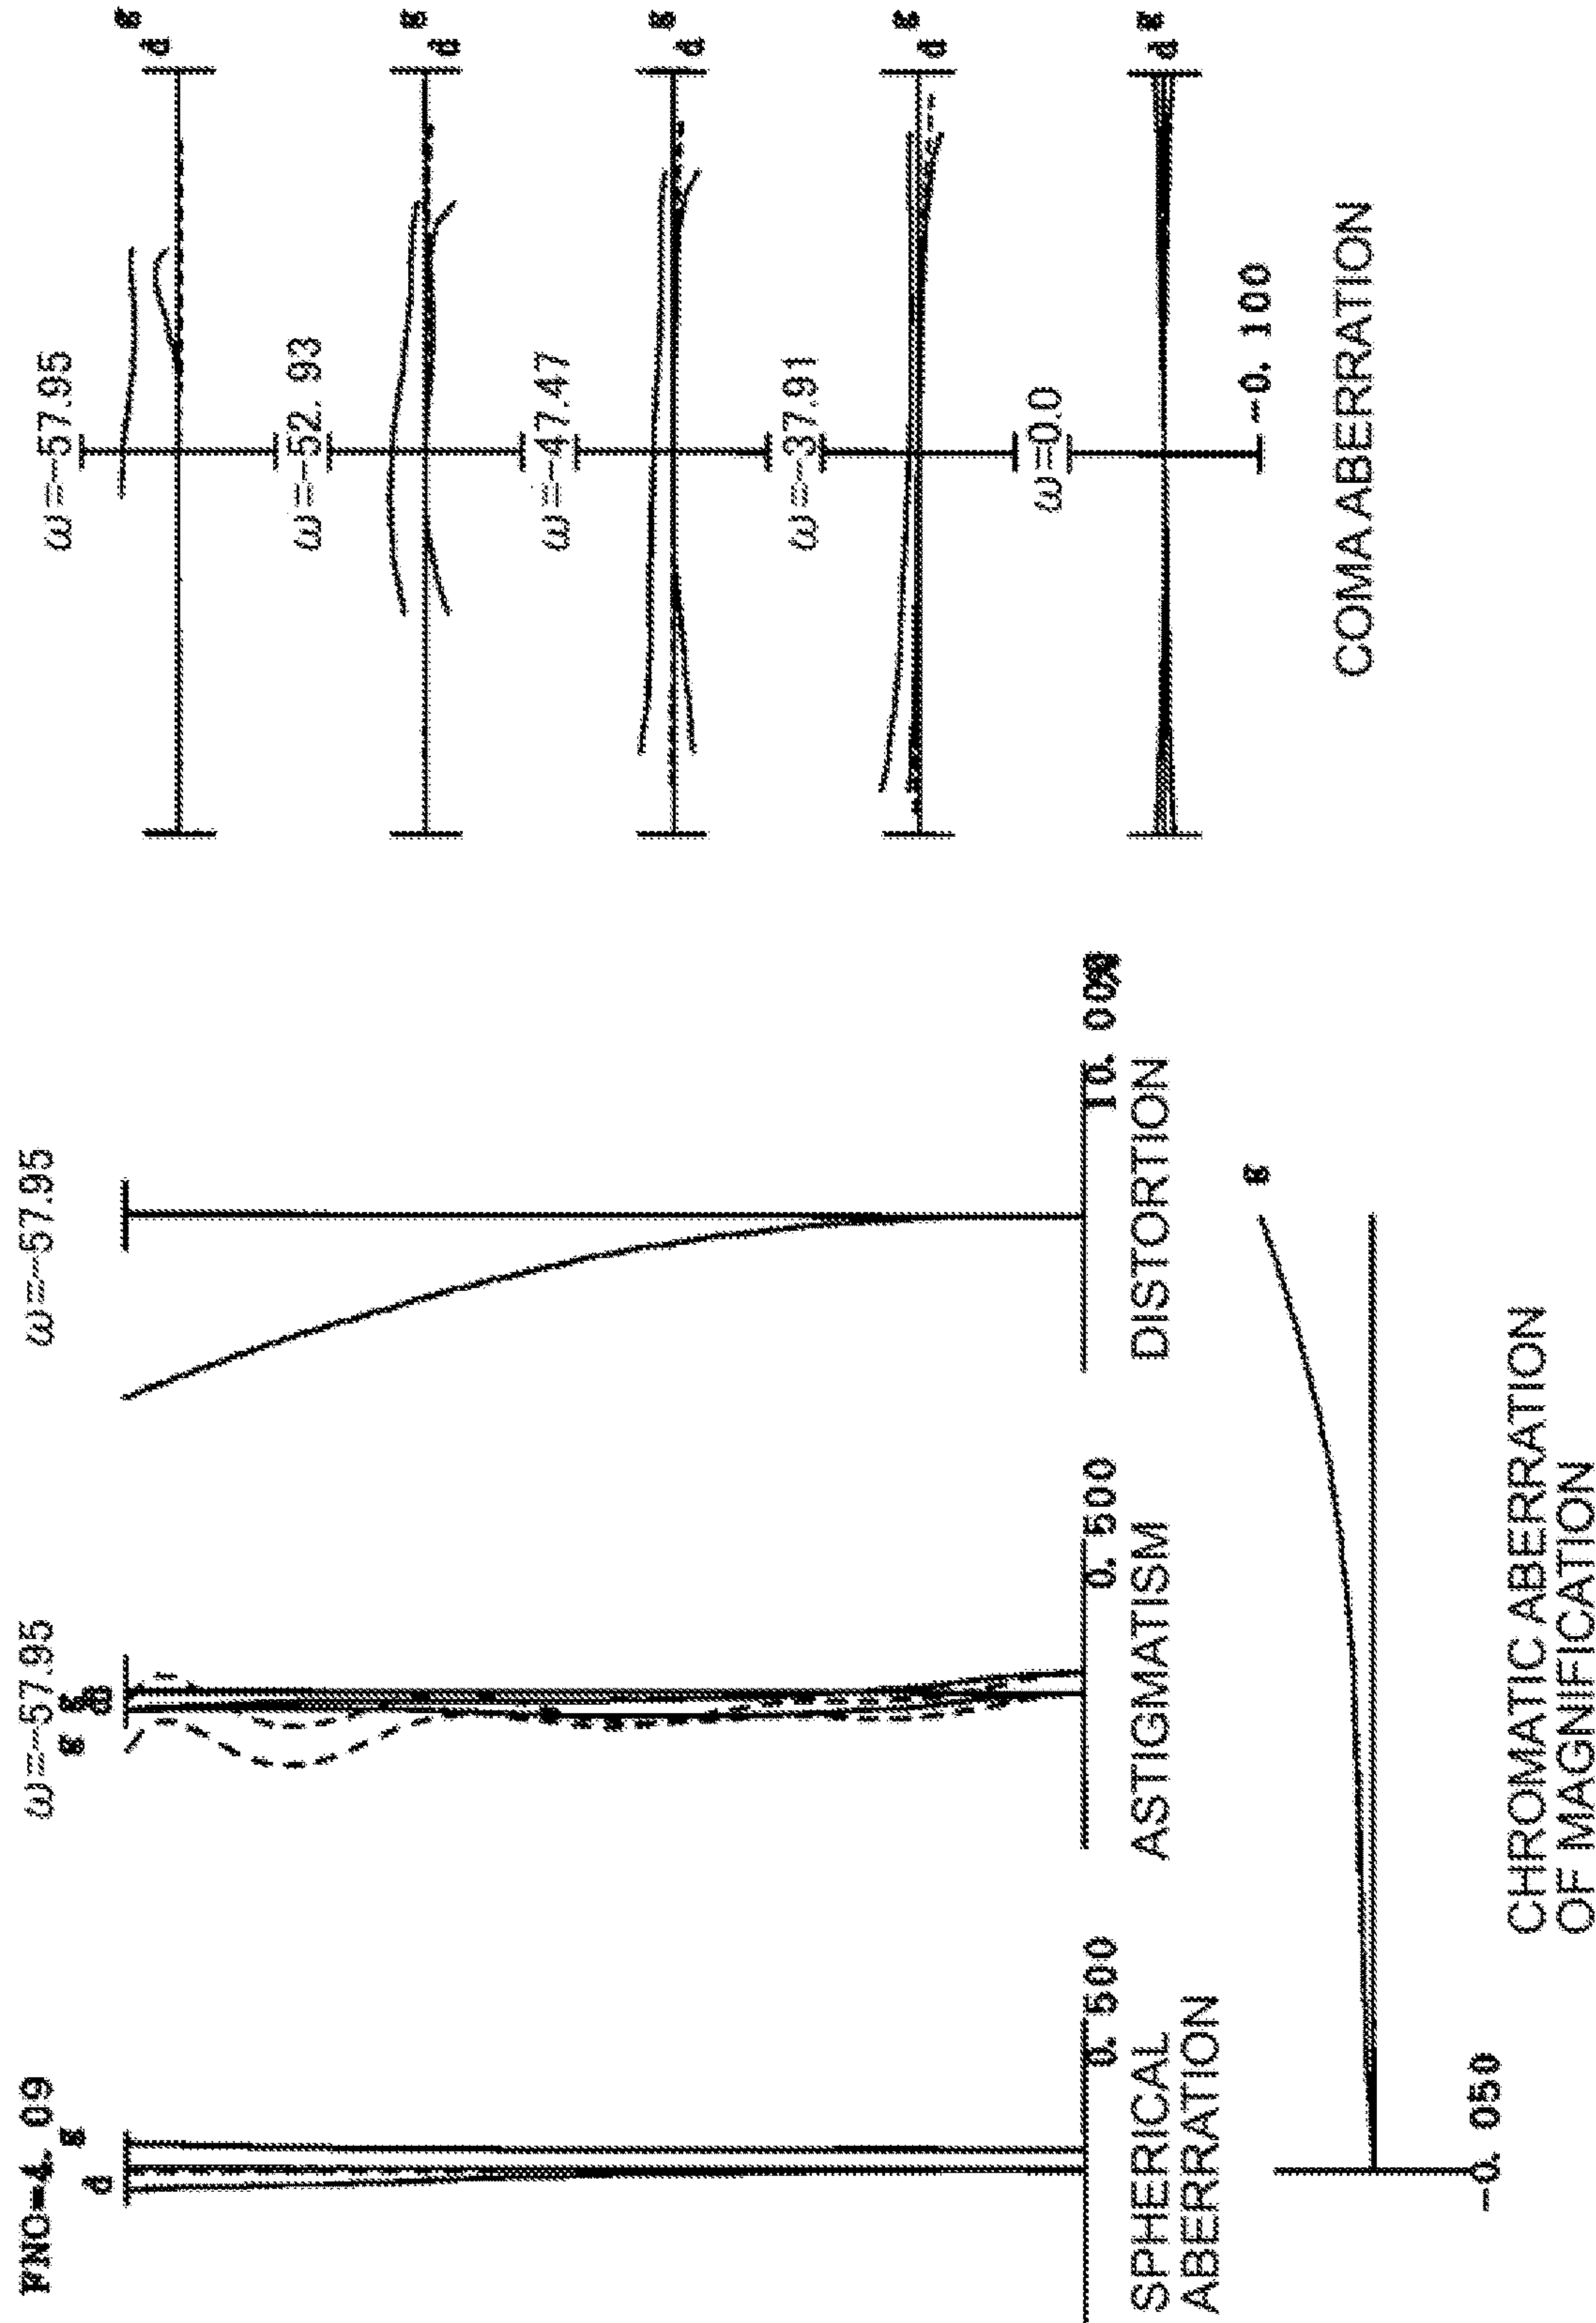 FNO=4. 09
d
g
0. 500
SPHERICAL
ABERRATION
ω=-57.95
g
g
d
0. 500
ASTIGMATISM
ω=-57.95
10. 00%
DISTORTION
g
-0. 050
CHROMATIC ABERRATION
OF MAGNIFICATION
ω=-57.95
g
d
ω=-52. 93
g
d
ω=-47.47
g
d
ω=-37.91
g
d
ω=0.0
g
d
-0. 100
COMA ABERRATION